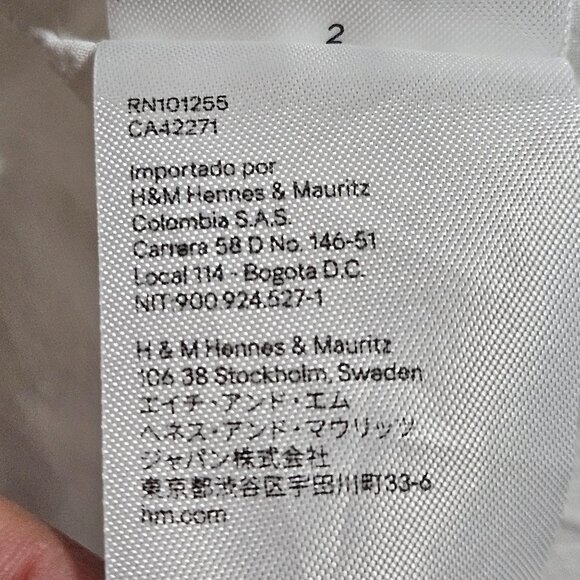 2
RN101255
CA42271
Importado por
H&M Hennes & Mauritz
Colombia S.A.S.
Carrera 58 D No. 146-51
Local 114 - Bogota D.C.
NIT:900.924.527-1
H & M Hennes & Mauritz
106 38 Stockholm, Sweden
エイチ・アンド・エム
ヘネス・アンド・マウリッツ
ジャパン株式会社
東京都渋谷区宇田川町33-6
hm.com